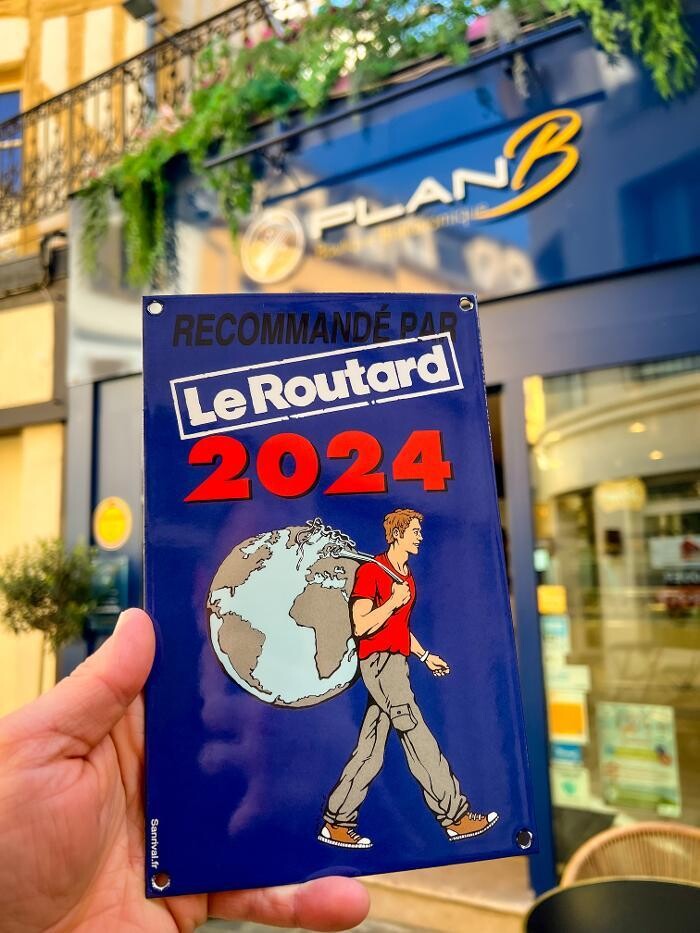 PLAN B
RECOMMANDÉ PAR
Le Routard
2024
Sanrival.fr